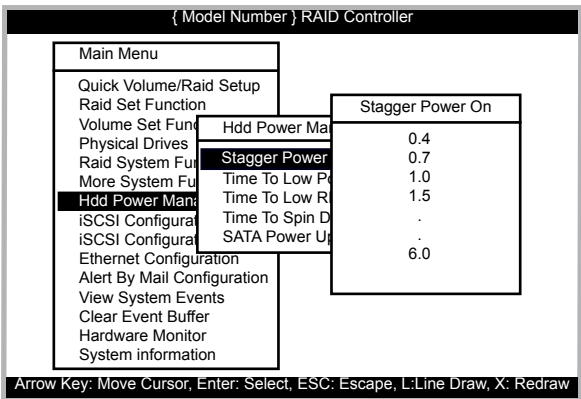 { Model Number } RAID Controller
Main Menu
Quick Volume/Raid Setup
Raid Set Function
Volume Set Func
Physical Drives
Raid System Fun
More System Fu
Hdd Power Mana
iSCSI Configurat
iSCSI Configurat
Ethernet Configuration
Alert By Mail Configuration
View System Events
Clear Event Buffer
Hardware Monitor
System information
Hdd Power Man
Stagger Power
Time To Low Po
Time To Low RP
Time To Spin D
SATA Power Up
Stagger Power On
0.4
0.7
1.0
1.5
.
.
6.0
Arrow Key: Move Cursor, Enter: Select, ESC: Escape, L:Line Draw, X: Redraw